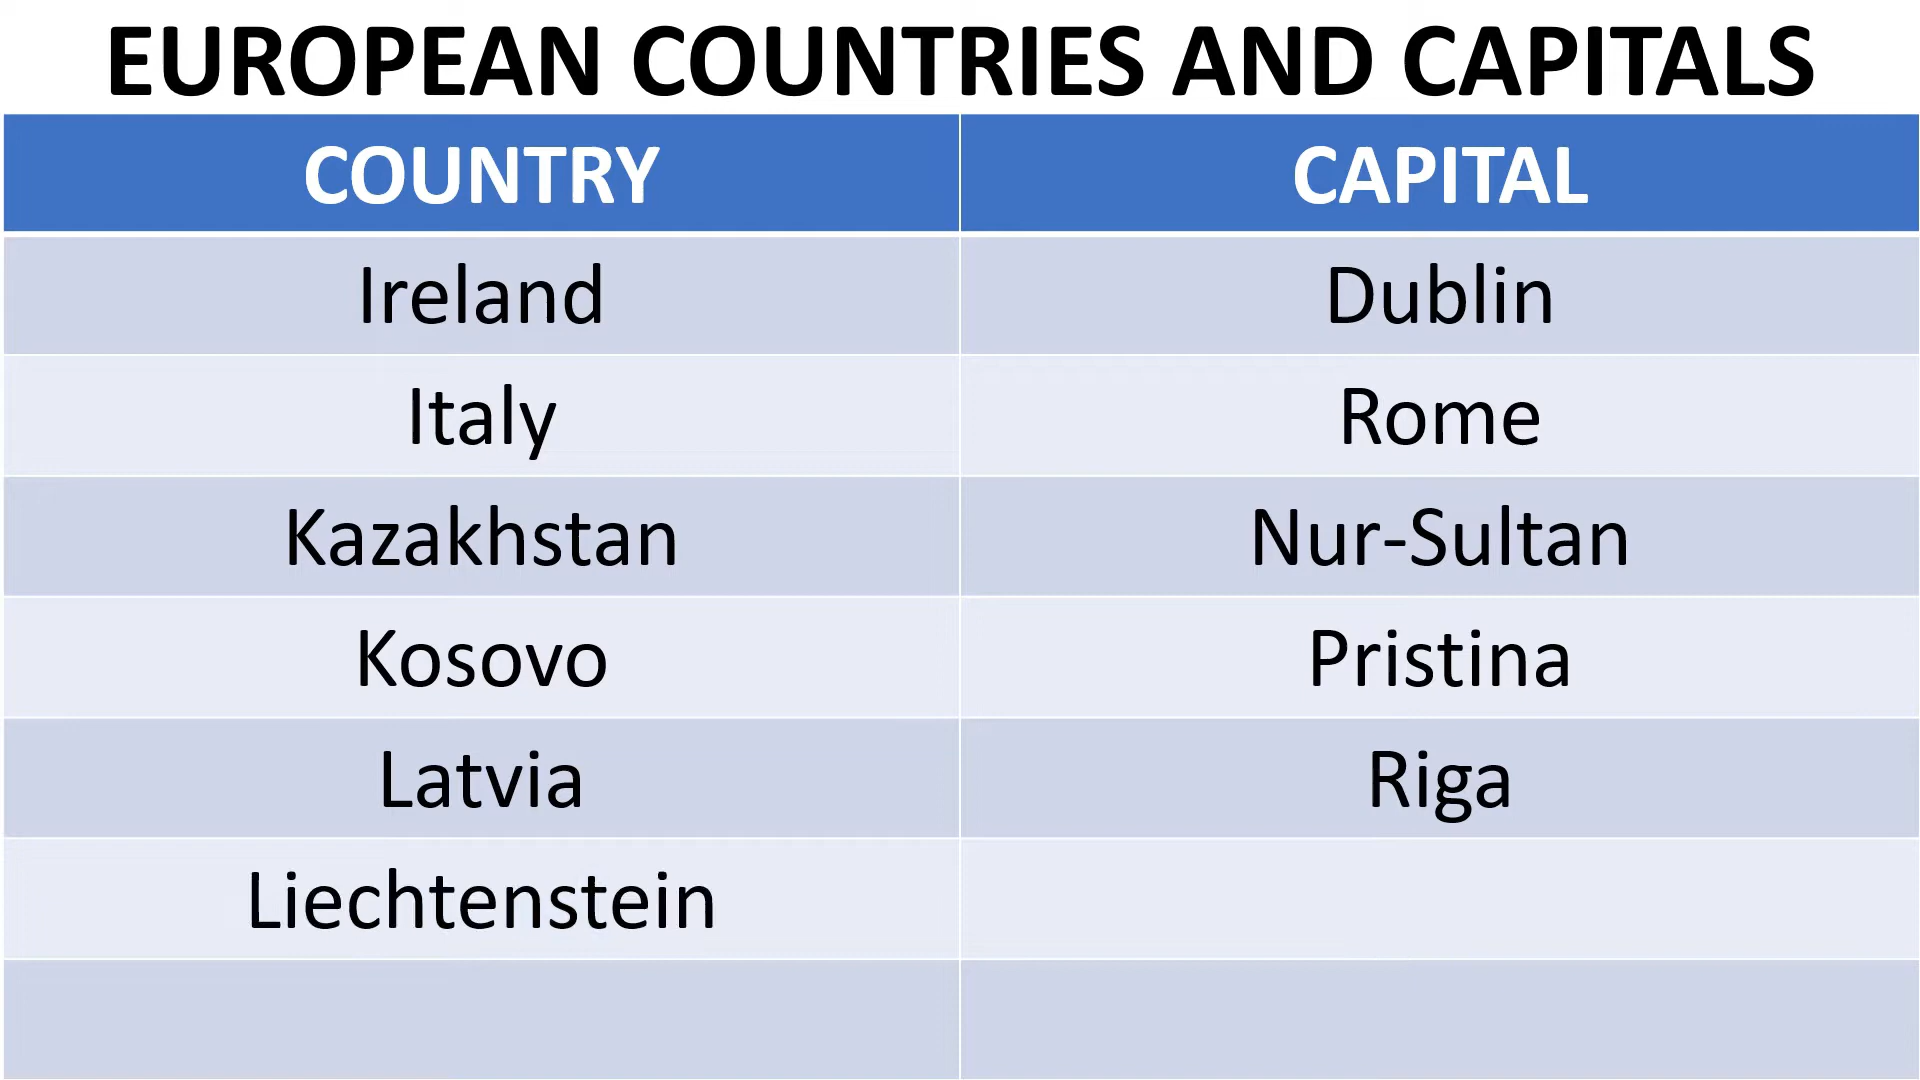 EUROPEAN COUNTRIES AND CAPITALS
COUNTRY CAPITAL
Ireland Dublin
Italy Rome
Kazakhstan Nur-Sultan
Kosovo Pristina
Latvia Riga
Liechtenstein